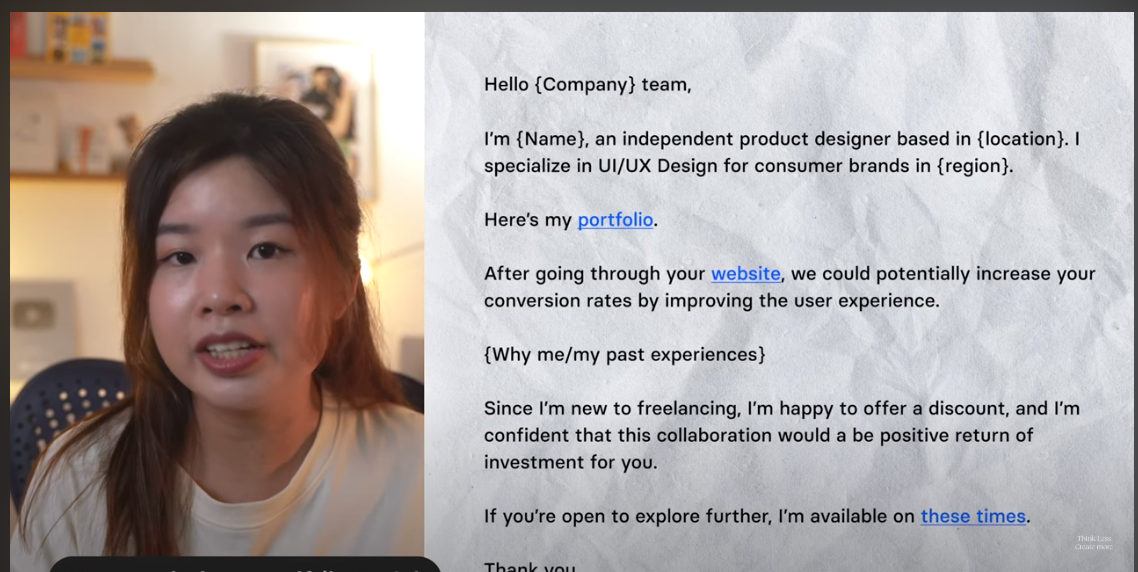 Hello {Company} team,
I’m {Name}, an independent product designer based in {location}. I
specialize in UI/UX Design for consumer brands in {region}.
Here’s my portfolio.
After going through your website, we could potentially increase your
conversion rates by improving the user experience.
{Why me/my past experiences}
Since I’m new to freelancing, I’m happy to offer a discount, and I’m
confident that this collaboration would a be positive return of
investment for you.
If you’re open to explore further, I’m available on these times.
Thank you
Think Less.
Create more.